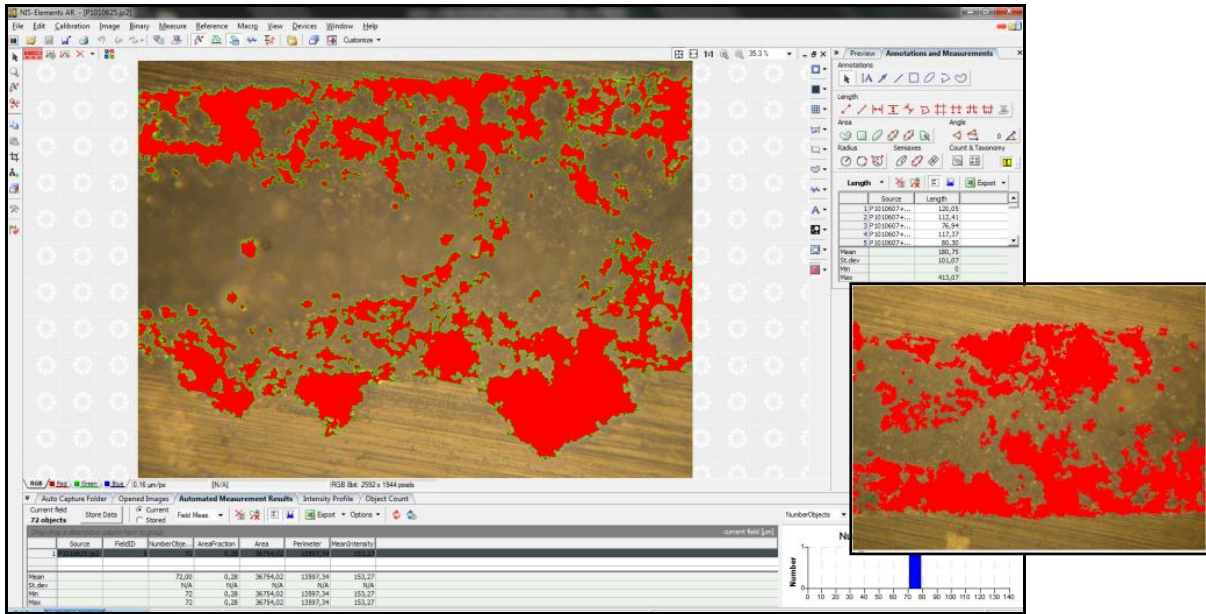 NIS-Elements AR - [P1010625.jp2]
File Edit Calibration Image Binary Measure Reference Macro View Devices Window Help
Customize
1:1 35.3 %
Preview Annotations and Measurements
Annotations
Length
Area Angle
0
Radius Semiaxes Count & Taxonomy
Length Export
Source Length
1 P1010607+... 120,05
2 P1010607+... 112,41
3 P1010607+... 76,94
4 P1010607+... 117,37
5 P1010607+... 80,30
Mean 180,75
St.dev 101,07
Min 0
Max 413,07
RGB Red Green Blue 0,16 µm/px [N/A] RGB 8bit: 2592 x 1944 pixels
Auto Capture Folder Opened Images Automated Measurement Results Intensity Profile Object Count
Current field
72 objects
Store Data
Current
Stored
Field Meas. Export Options
NumberObjects
current field [µm]
Source FieldID NumberObje... AreaFraction Area Perimeter MeanIntensity
1 P1010625.jp2 72 0,28 36754,02 13597,34 153,27
Mean 72,00 0,28 36754,02 13597,34 153,27
St.dev N/A N/A N/A N/A N/A
Min 72 0,28 36754,02 13597,34 153,27
Max 72 0,28 36754,02 13597,34 153,27
Number
1
0
0 10 20 30 40 50 60 70 80 90 100 110 120 130 140